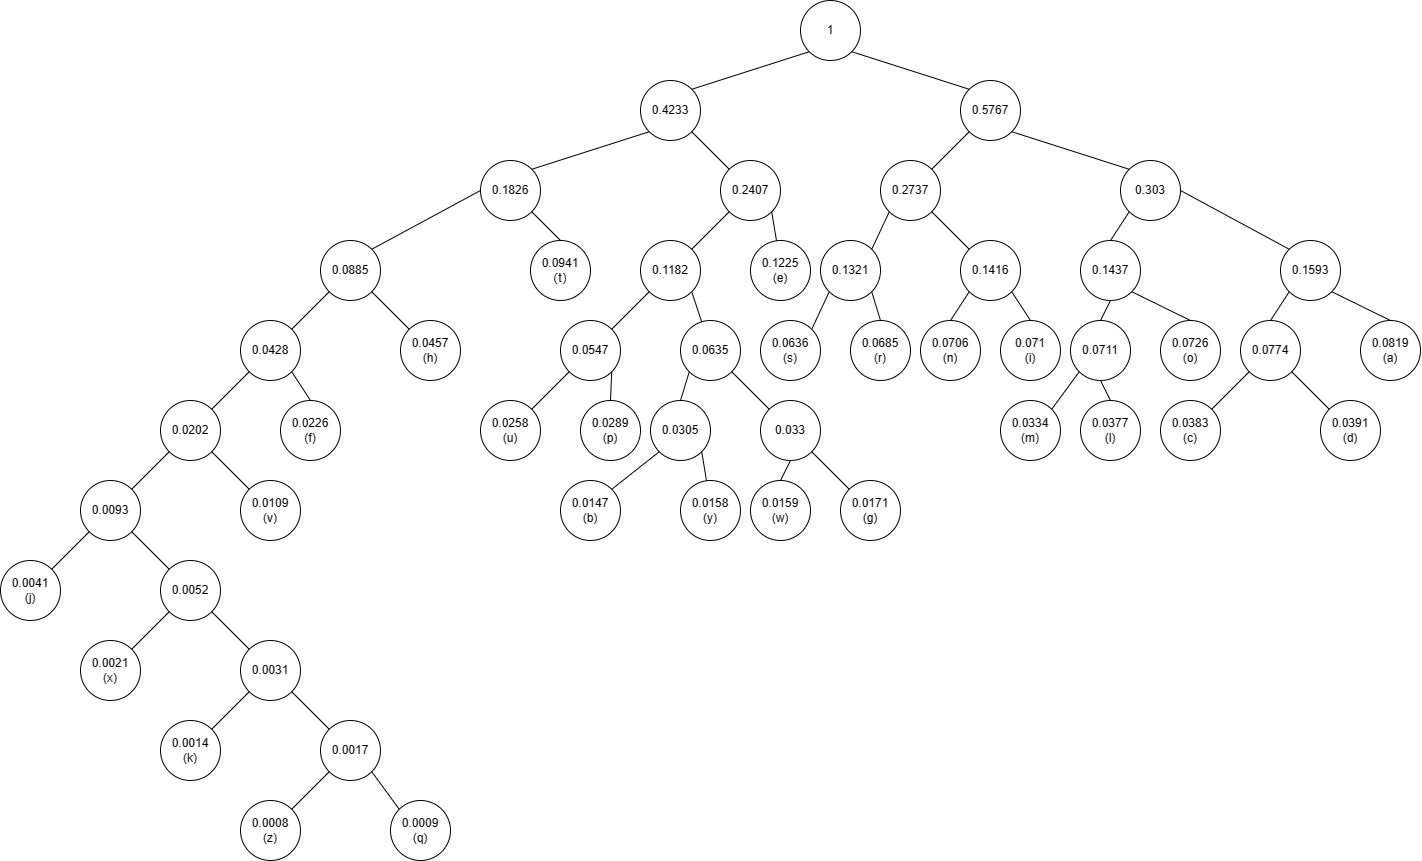 1
0.4233
0.5767
0.1826
0.2407
0.2737
0.303
0.0885
0.0941
(t)
0.1182
0.1225
(e)
0.1321
0.1416
0.1437
0.1593
0.0428
0.0457
(h)
0.0547
0.0635
0.0636
(s)
0.0685
(r)
0.0706
(n)
0.071
(i)
0.0711
0.0726
(o)
0.0774
0.0819
(a)
0.0202
0.0226
(f)
0.0258
(u)
0.0289
(p)
0.0305
0.033
0.0334
(m)
0.0377
(l)
0.0383
(c)
0.0391
(d)
0.0093
0.0109
(v)
0.0147
(b)
0.0158
(y)
0.0159
(w)
0.0171
(g)
0.0041
(j)
0.0052
0.0021
(x)
0.0031
0.0014
(k)
0.0017
0.0008
(z)
0.0009
(q)